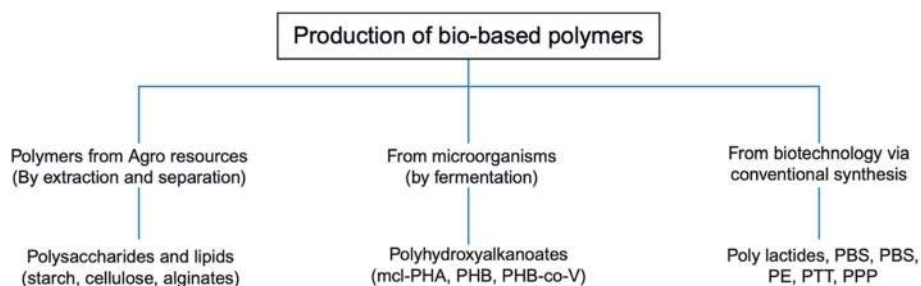 Production of bio-based polymers
Polymers from Agro resources
(By extraction and separation)
From microorganisms
(by fermentation)
From biotechnology via
conventional synthesis
Polysaccharides and lipids
(starch, cellulose, alginates)
Polyhydroxyalkanoates
(mcl-PHA, PHB, PHB-co-V)
Poly lactides, PBS, PBS,
PE, PTT, PPP